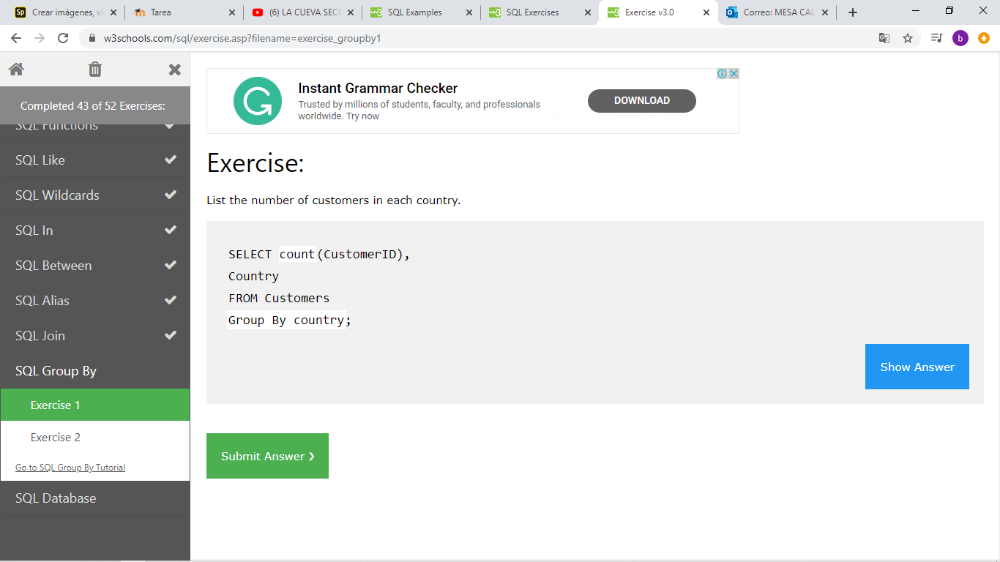 Crear imágenes, ví
Tarea
(6) LA CUEVA SECR
SQL Examples
SQL Exercises
Exercise v3.0
Correo: MESA CAL
w3schools.com/sql/exercise.asp?filename=exercise_groupby1
b
Completed 43 of 52 Exercises:
SQL Functions
SQL Like
SQL Wildcards
SQL In
SQL Between
SQL Alias
SQL Join
SQL Group By
Exercise 1
Exercise 2
Go to SQL Group By Tutorial
SQL Database
Instant Grammar Checker
Trusted by millions of students, faculty, and professionals
worldwide. Try now
DOWNLOAD
Exercise:
List the number of customers in each country.
SELECT count(CustomerID),
Country
FROM Customers
Group By country;
Show Answer
Submit Answer ❯